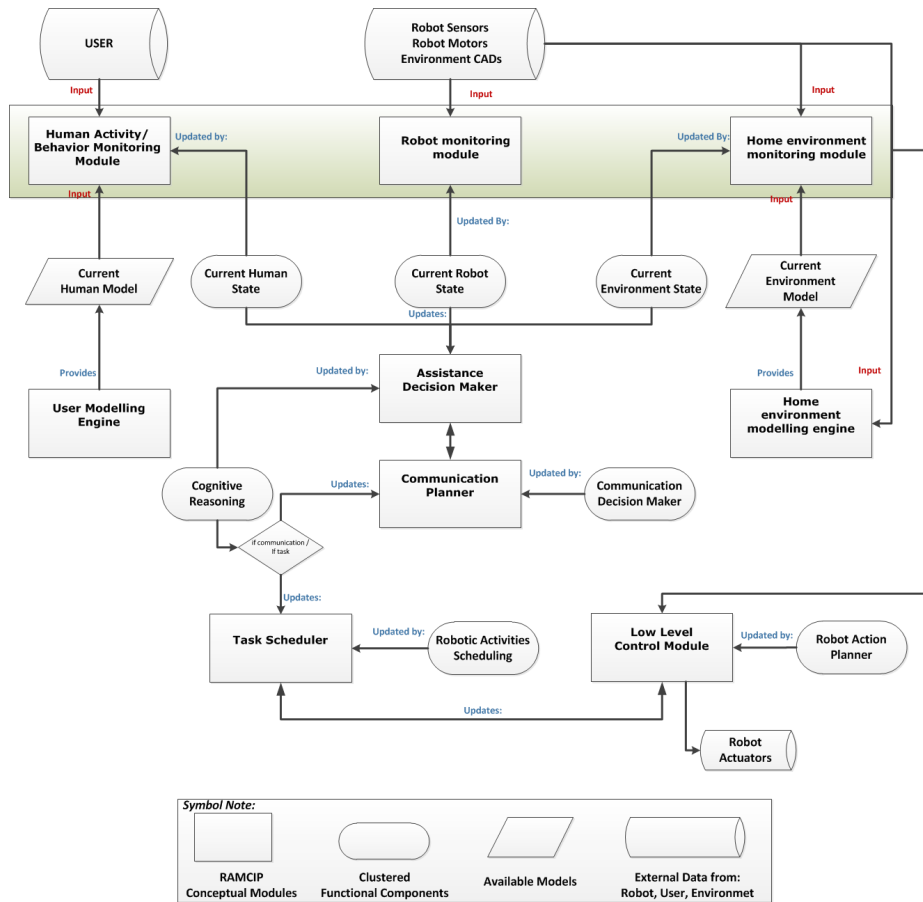 USER
Robot Sensors
Robot Motors
Environment CADs
Input
Input
Input
Human Activity/
Behavior Monitoring
Module
Updated by:
Robot monitoring
module
Updated By:
Home environment
monitoring module
Input
Input
Updated By:
Current
Human Model
Current Human
State
Current Robot
State
Current
Environment State
Current
Environment
Model
Updates:
Provides
Updated by:
Assistance
Decision Maker
Provides
Input
User Modelling
Engine
Home
environment
modelling engine
Cognitive
Reasoning
Updates:
Communication
Planner
Updated by:
Communication
Decision Maker
if communication /
If task
Updates:
Task Scheduler
Updated by:
Robotic Activities
Scheduling
Low Level
Control Module
Updated by:
Robot Action
Planner
Updates:
Robot
Actuators
Symbol Note:
RAMCIP
Conceptual Modules
Clustered
Functional Components
Available Models
External Data from:
Robot, User, Environmet